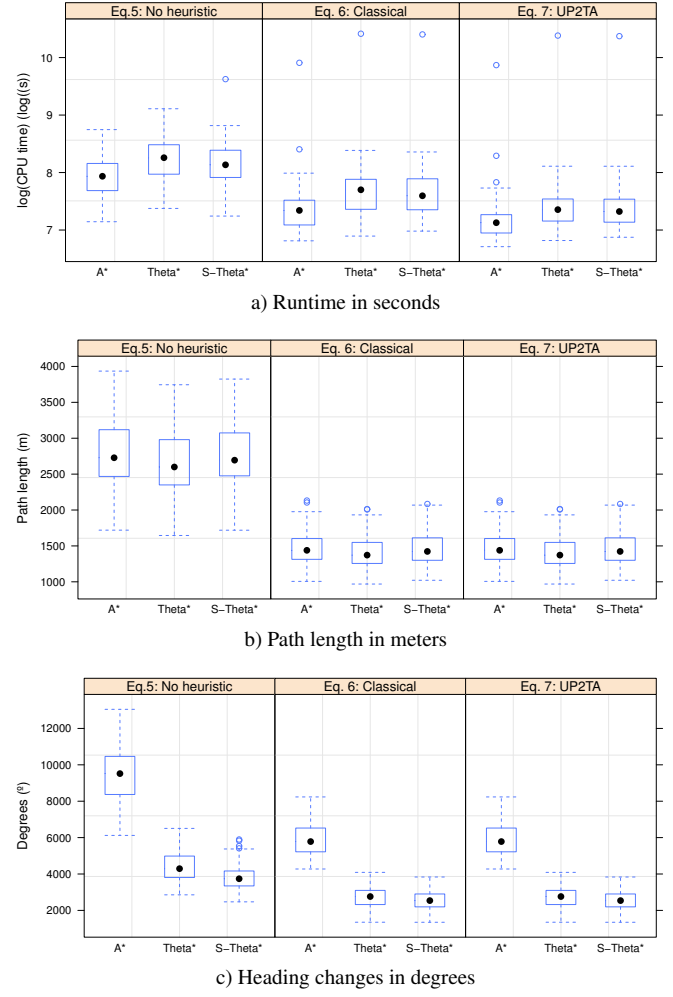 Eq.5: No heuristic Eq. 6: Classical Eq. 7: UP2TA
log(CPU time) (log((s)
10
9
8
7
A* Theta* S−Theta* A* Theta* S−Theta* A* Theta* S−Theta*
a) Runtime in seconds
Eq.5: No heuristic Eq. 6: Classical Eq. 7: UP2TA
Path length (m)
4000
3500
3000
2500
2000
1500
1000
A* Theta* S−Theta* A* Theta* S−Theta* A* Theta* S−Theta*
b) Path length in meters
Eq.5: No heuristic Eq. 6: Classical Eq. 7: UP2TA
Degrees (º)
12000
10000
8000
6000
4000
2000
A* Theta* S−Theta* A* Theta* S−Theta* A* Theta* S−Theta*
c) Heading changes in degrees